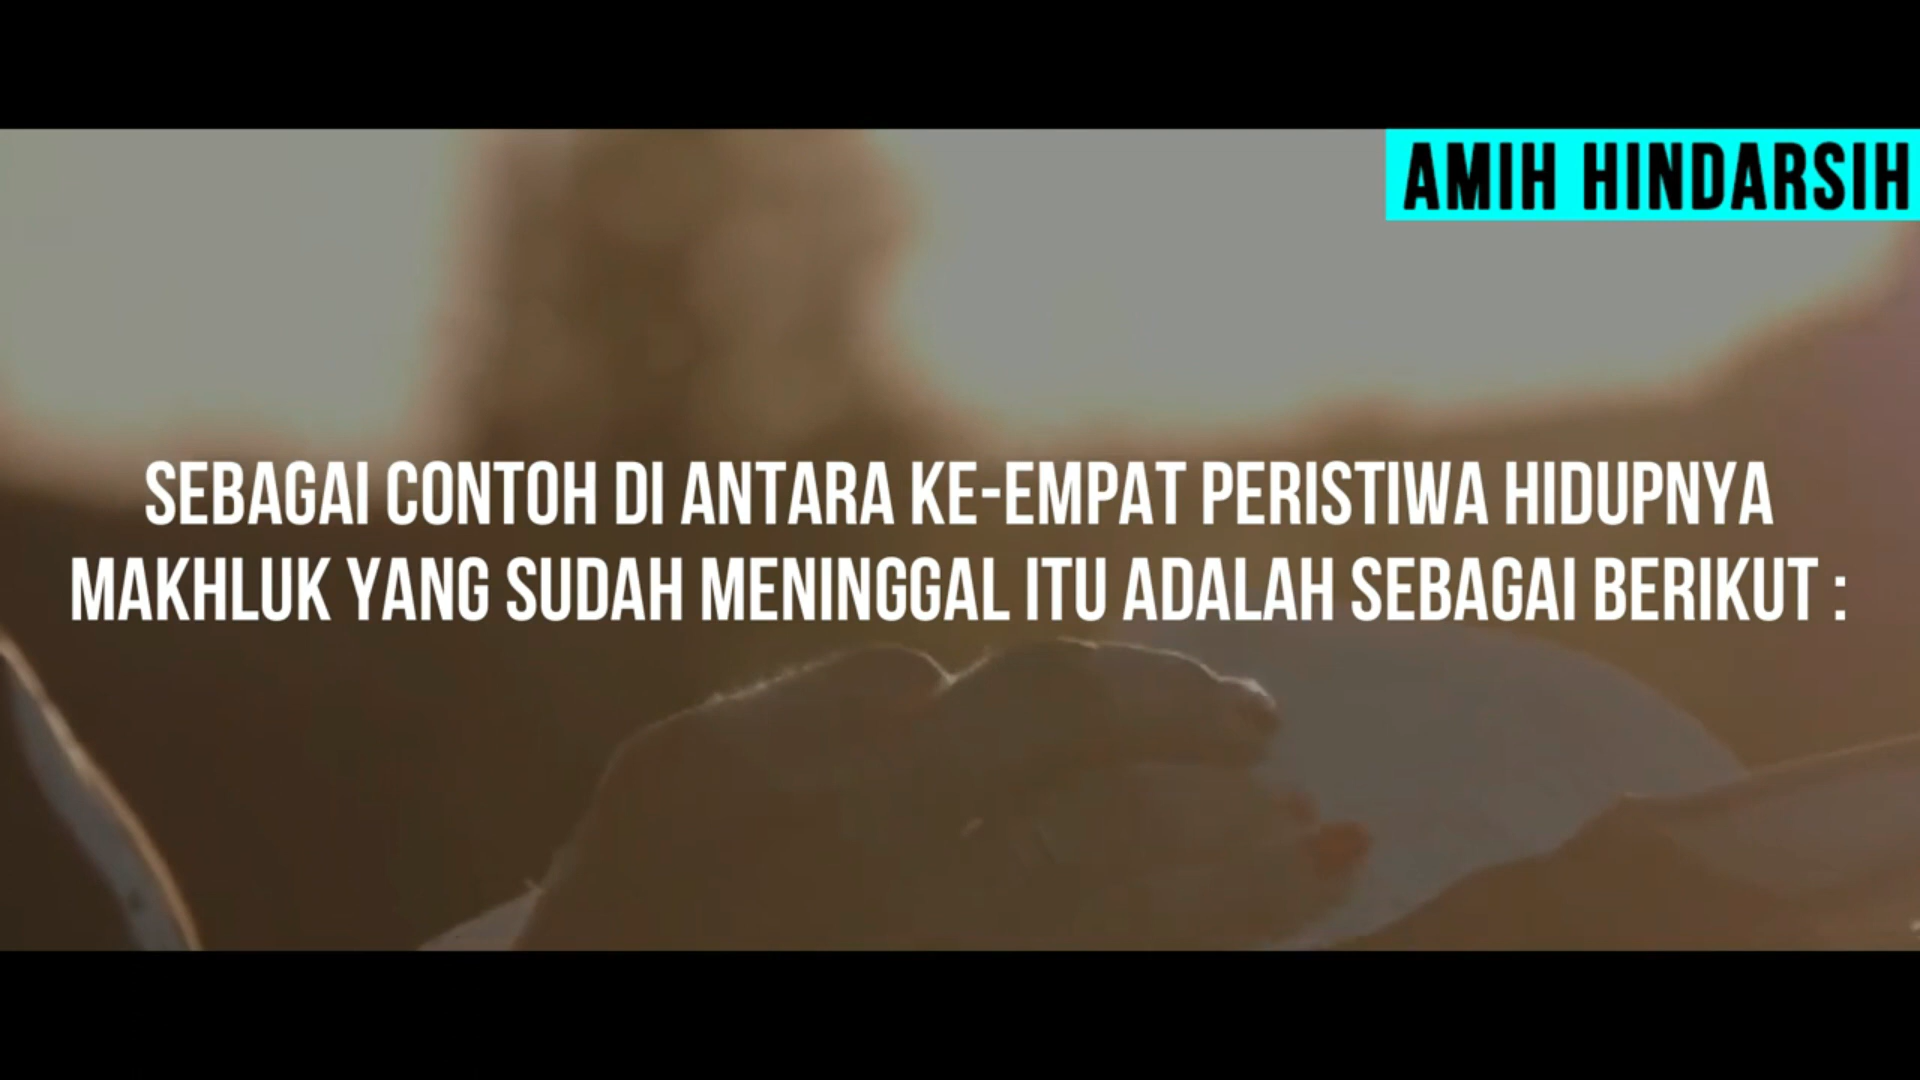 AMIH HINDARSIH
SEBAGAI CONTOH DI ANTARA KE-EMPAT PERISTIWA HIDUPNYA
MAKHLUK YANG SUDAH MENINGGAL ITU ADALAH SEBAGAI BERIKUT :